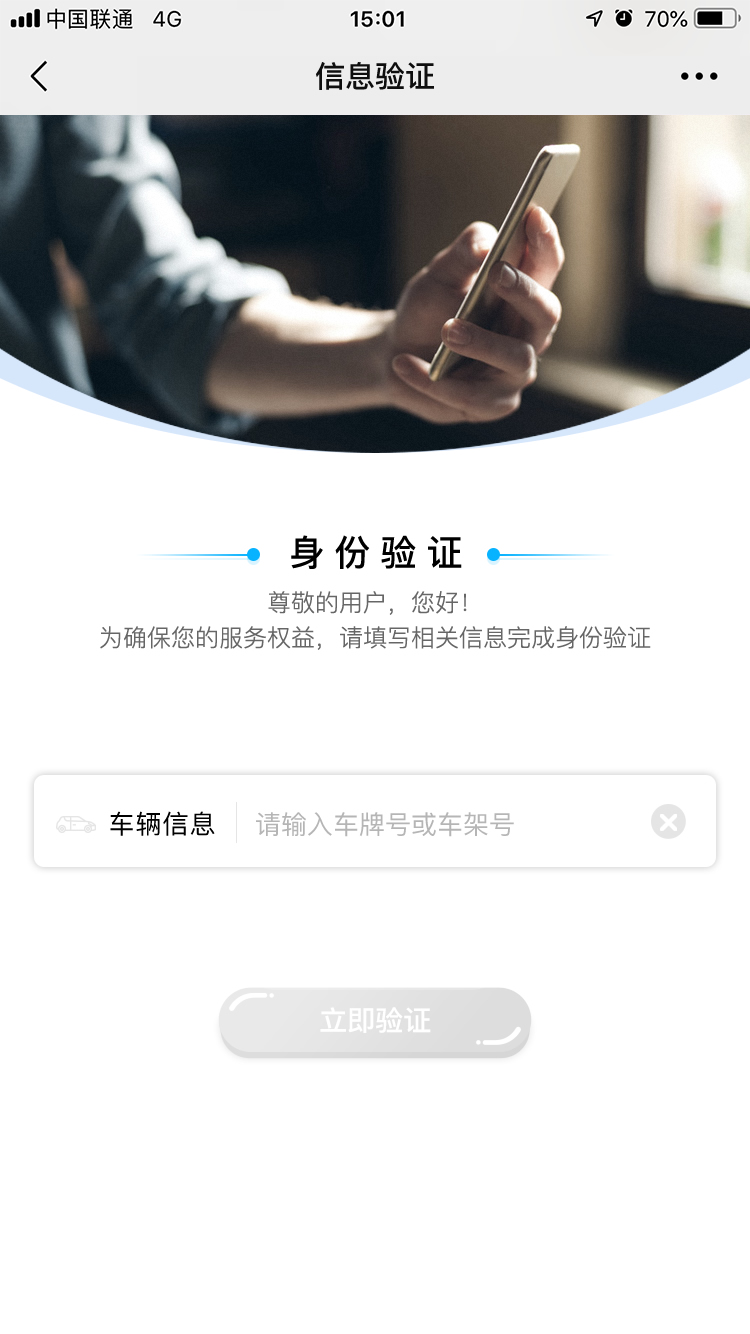 中国联通 4G 15:01 70%
信息验证
身份验证
尊敬的用户，您好！
为确保您的服务权益，请填写相关信息完成身份验证
车辆信息 请输入车牌号或车架号
立即验证